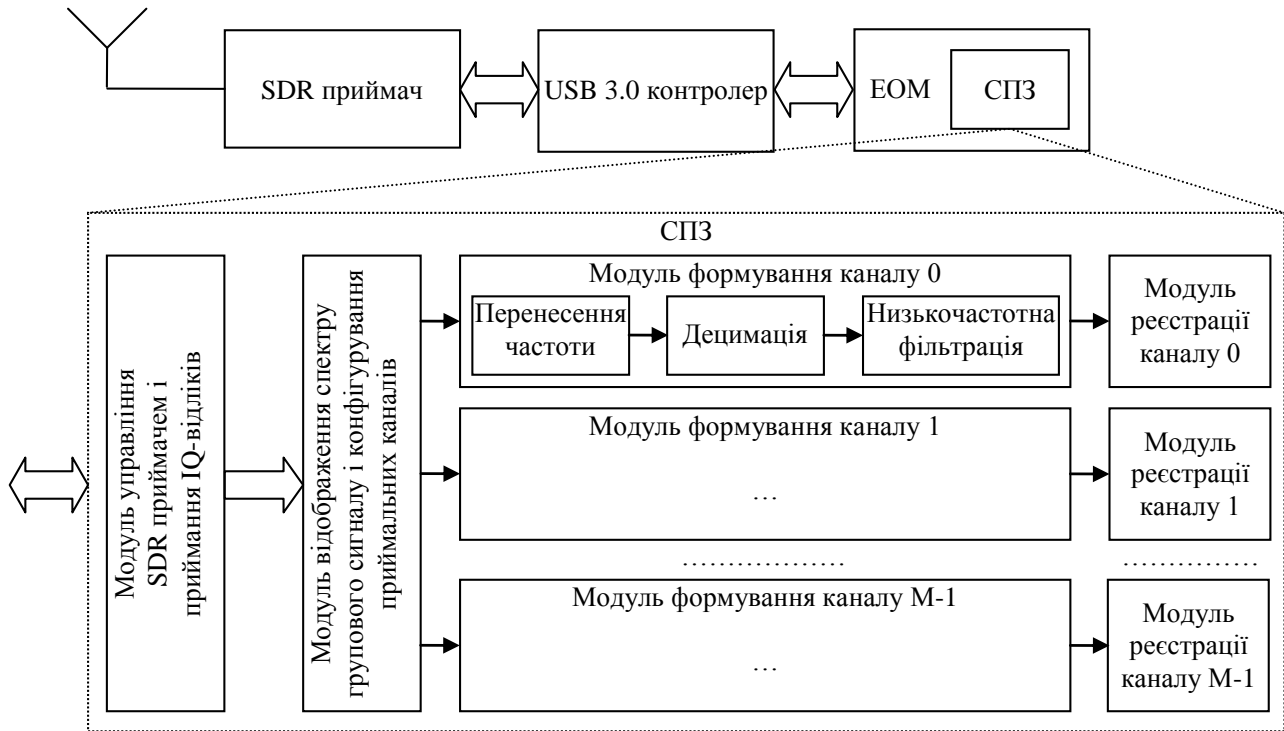 SDR приймач
USB 3.0 контролер
ЕОМ
СПЗ
СПЗ
Модуль управління
SDR приймачем і
приймання IQ-відліків
Модуль відображення спектру
групового сигналу і конфігурування
приймальних каналів
Модуль формування каналу 0
Перенесення
частоти
Децимація
Низькочастотна
фільтрація
Модуль
реєстрації
каналу 0
Модуль формування каналу 1
…
Модуль
реєстрації
каналу 1
………………
……………
Модуль формування каналу M-1
…
Модуль
реєстрації
каналу M-1